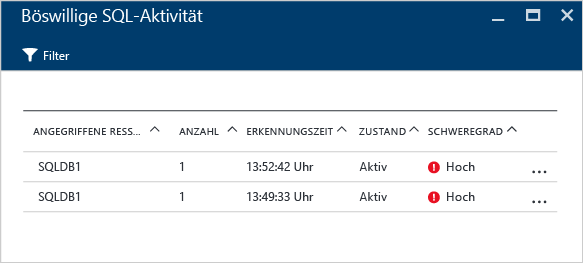 Böswillige SQL-Aktivität
Filter
ANGEGRIFFENE RESS... ANZAHL ERKENNUNGSZEIT ZUSTAND SCHWEREGRAD
SQLDB1 1 13:52:42 Uhr Aktiv Hoch ...
SQLDB1 1 13:49:33 Uhr Aktiv Hoch ...